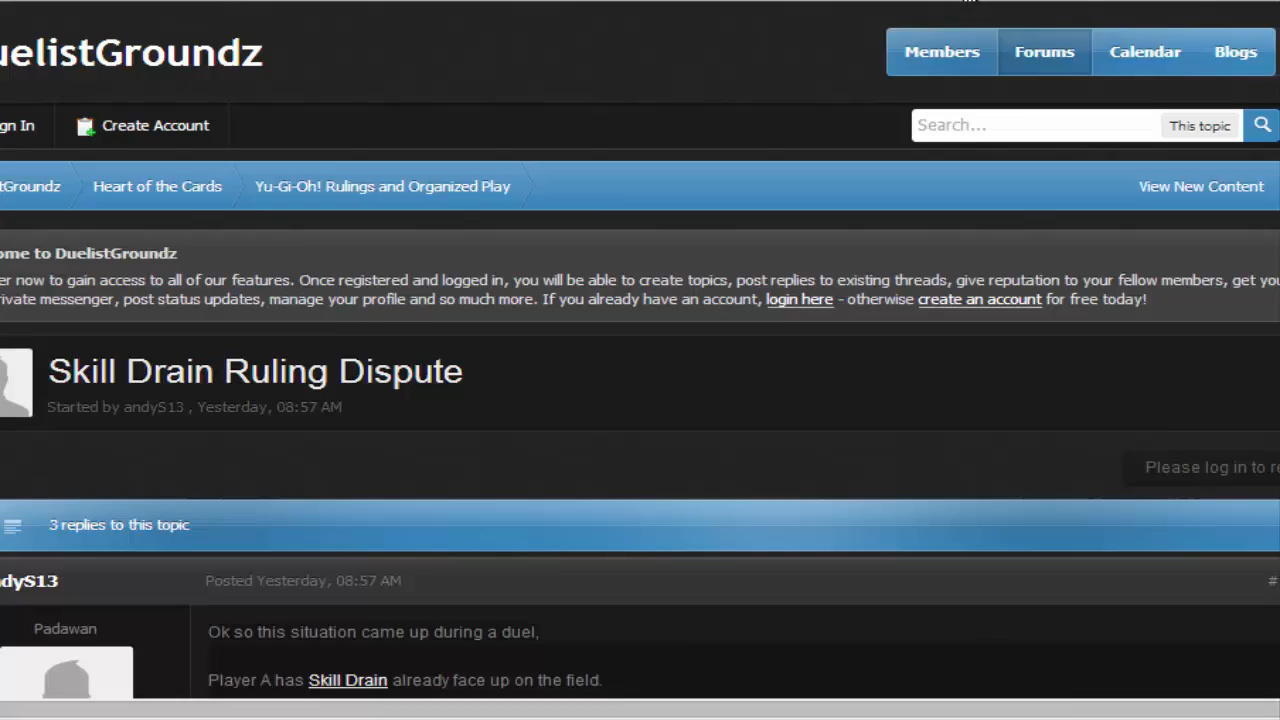 uelistGroundz
Members Forums Calendar Blogs
gn In Create Account
Search... This topic
tGroundz Heart of the Cards Yu-Gi-Oh! Rulings and Organized Play View New Content
ome to DuelistGroundz
er now to gain access to all of our features. Once registered and logged in, you will be able to create topics, post replies to existing threads, give reputation to your fellow members, get yo
rivate messenger, post status updates, manage your profile and so much more. If you already have an account, login here - otherwise create an account for free today!
Skill Drain Ruling Dispute
Started by andyS13 , Yesterday, 08:57 AM
Please log in to re
3 replies to this topic
dyS13 Posted Yesterday, 08:57 AM #
Padawan
Ok so this situation came up during a duel,
Player A has Skill Drain already face up on the field.